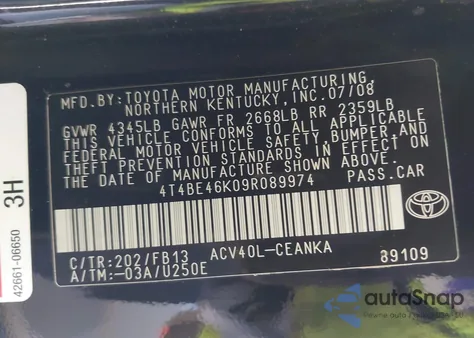 MFD.BY: TOYOTA MOTOR MANUFACTURING,
NORTHERN KENTUCKY, INC. 07/08
GVWR 4345LB GAWR FR 2668LB RR 2359LB
THIS VEHICLE CONFORMS TO ALL APPLICABLE
FEDERAL MOTOR VEHICLE SAFETY, BUMPER, AND
THEFT PREVENTION STANDARDS IN EFFECT ON
THE DATE OF MANUFACTURE SHOWN ABOVE.
4T4BE46K09R089974 PASS.CAR
C/TR:202/FB13 ACV40L-CEANKA
A/TM:-03A/U250E 89109
TOYOTA
3H
42661-06650
autoSnap